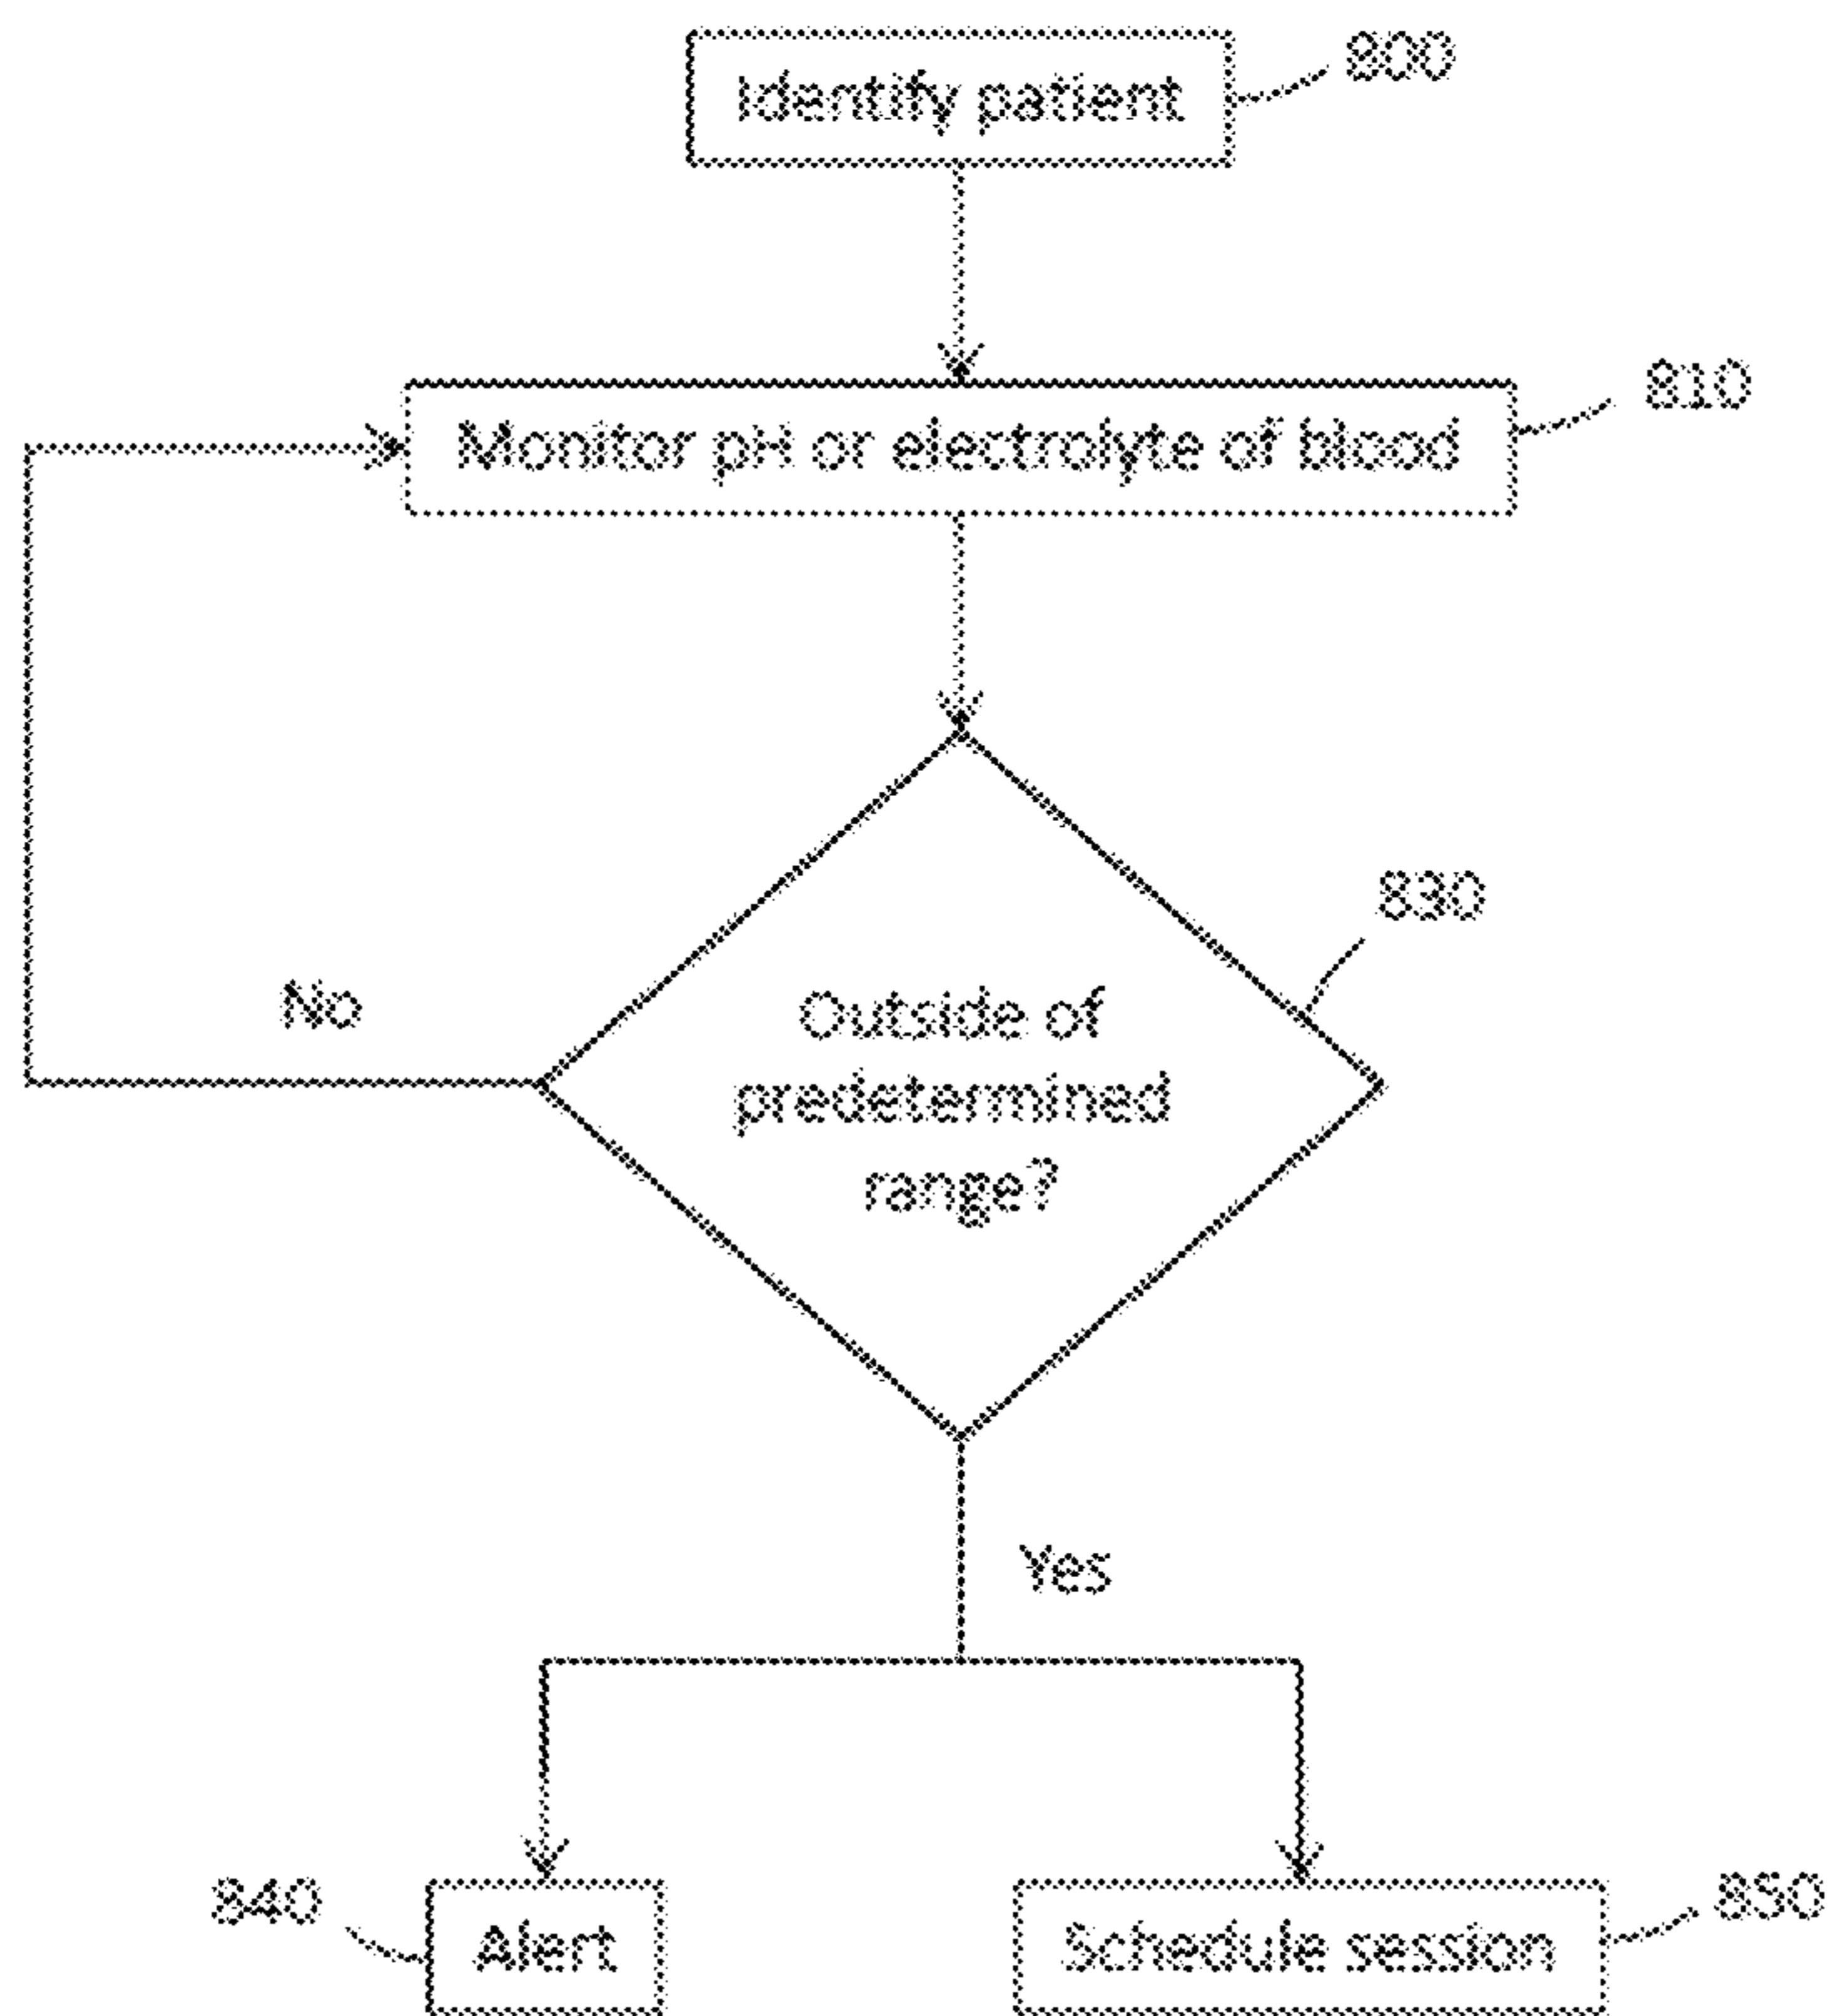 Identify patient
800
Monitor pH or electrolyte of blood
810
830
No
Outside of
predetermined
range?
Yes
840
Alert
Schedule session
850